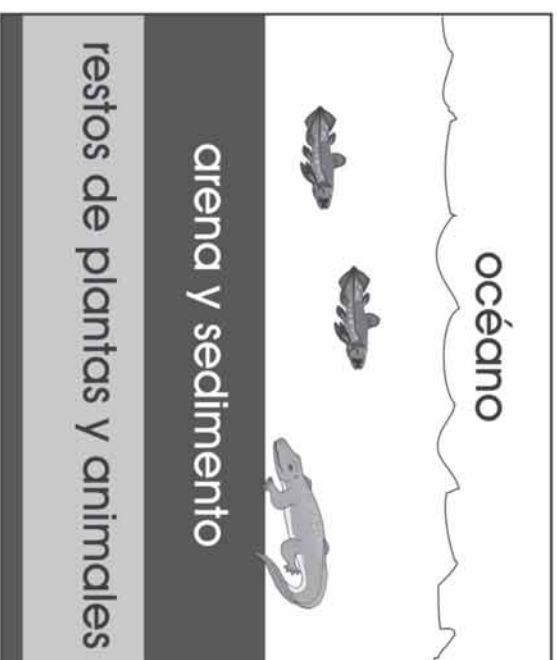 océano
arena y sedimento
restos de plantas y animales